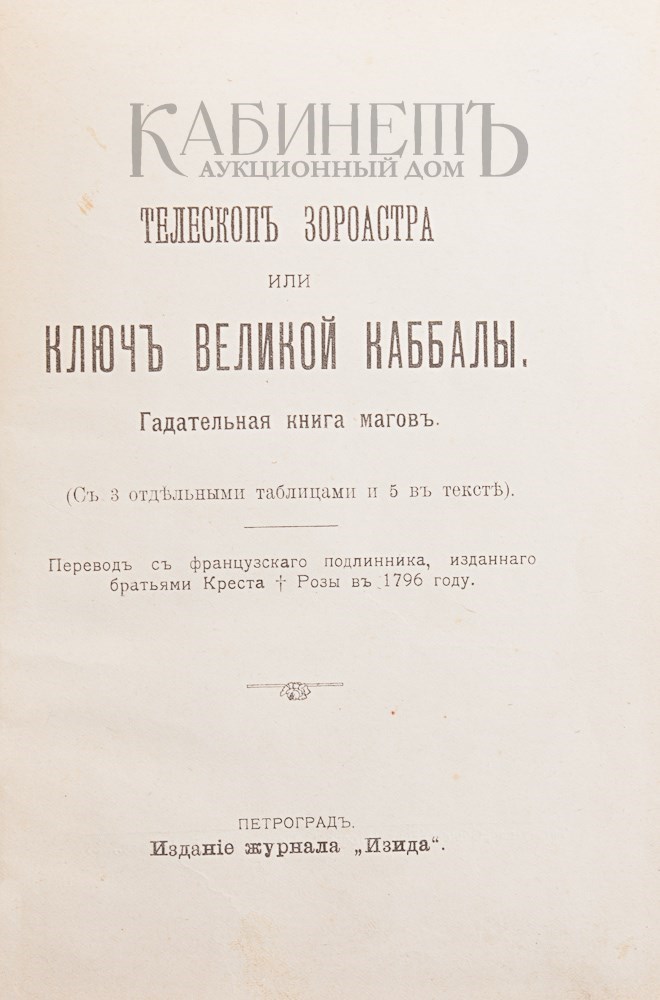 КАБИНЕТЪ
АУКЦИОННЫЙ ДОМ
ТЕЛЕСКОПЪ ЗОРОАСТРА
ИЛИ
КЛЮЧЪ ВЕЛИКОЙ КАББАЛЫ.
Гадательная книга маговъ.
(Съ 3 отдѣльными таблицами и 5 въ текстѣ).
Переводъ съ французскаго подлинника, изданнаго
братьями Креста † Розы въ 1796 году.
ПЕТРОГРАДЪ.
Изданіе журнала „Изида“.